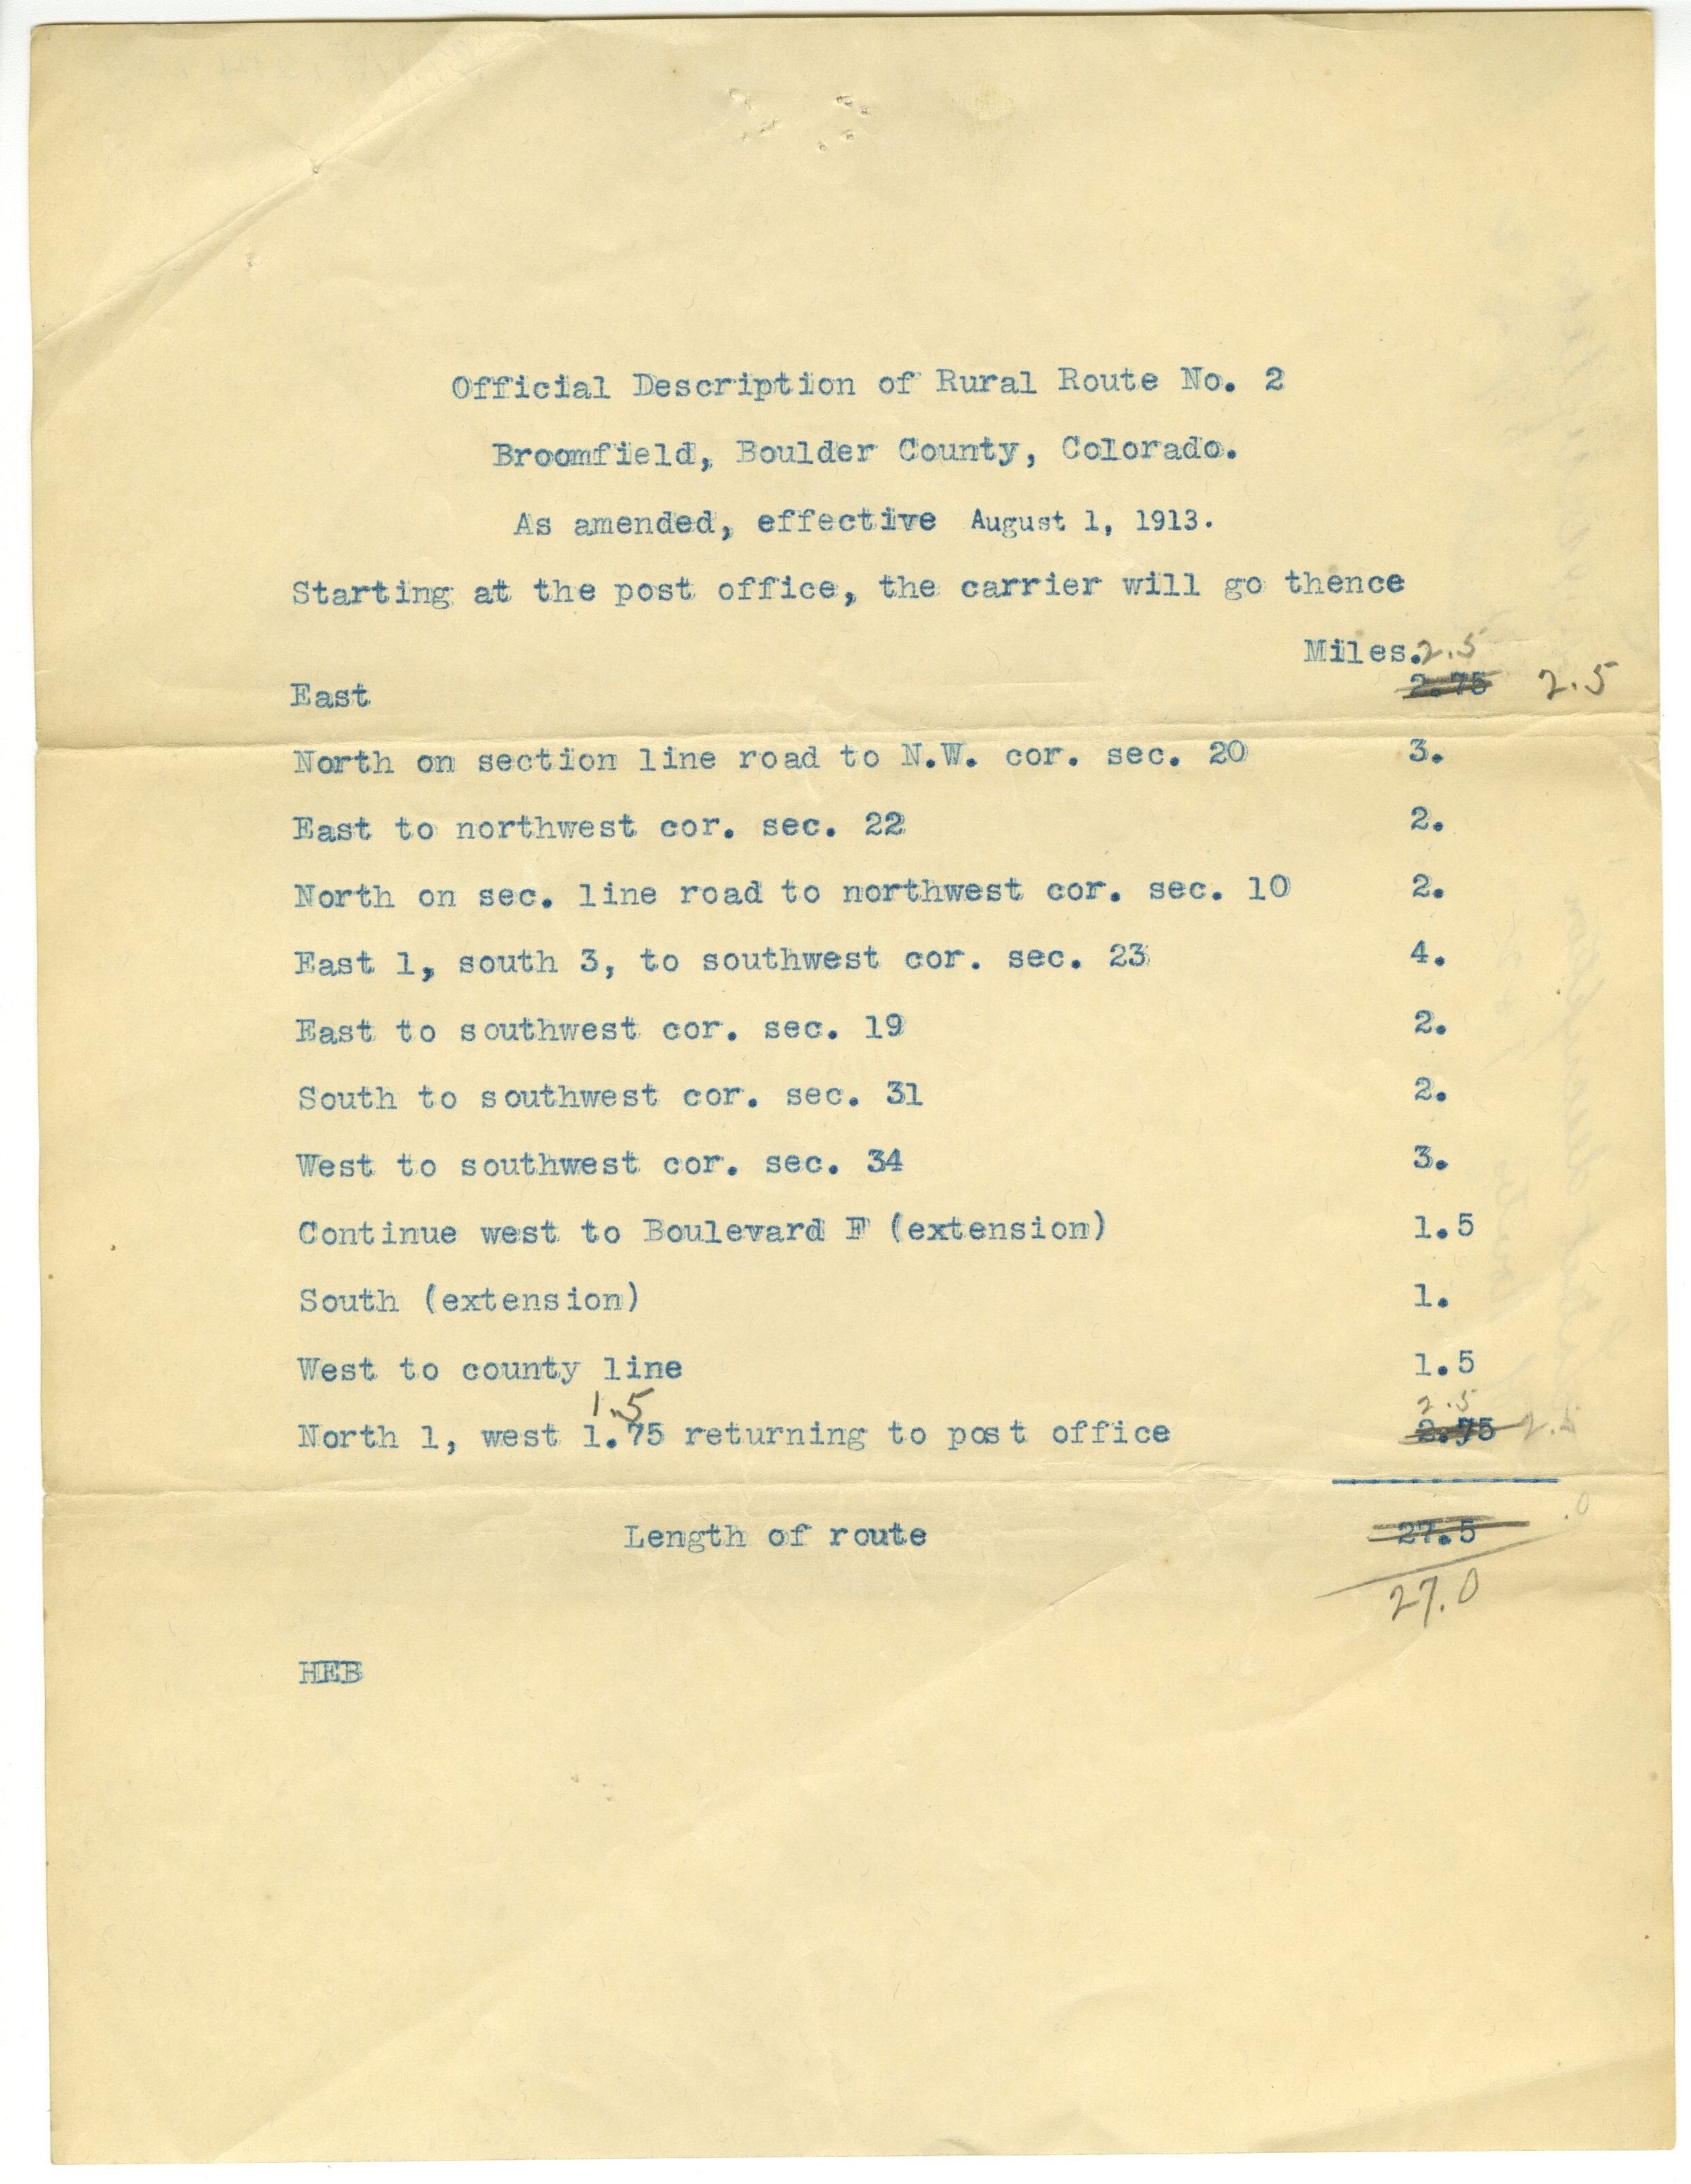 Official Description of Rural Route No. 2
Broomfield, Boulder County, Colorado.
As amended, effective August 1, 1913.
Starting at the post office, the carrier will go thence
Miles. 2.5
East 2.75 2.5
North on section line road to N.W. cor. sec. 20 3.
East to northwest cor. sec. 22 2.
North on sec. line road to northwest cor. sec. 10 2.
East 1, south 3, to southwest cor. sec. 23 4.
East to southwest cor. sec. 19 2.
South to southwest cor. sec. 31 2.
West to southwest cor. sec. 34 3.
Continue west to Boulevard F (extension) 1.5
South (extension) 1.
West to county line 1.5
1.5 2.5
North 1, west 1.75 returning to post office 2.75 2.5
.0
Length of route 27.5
27.0
HEB